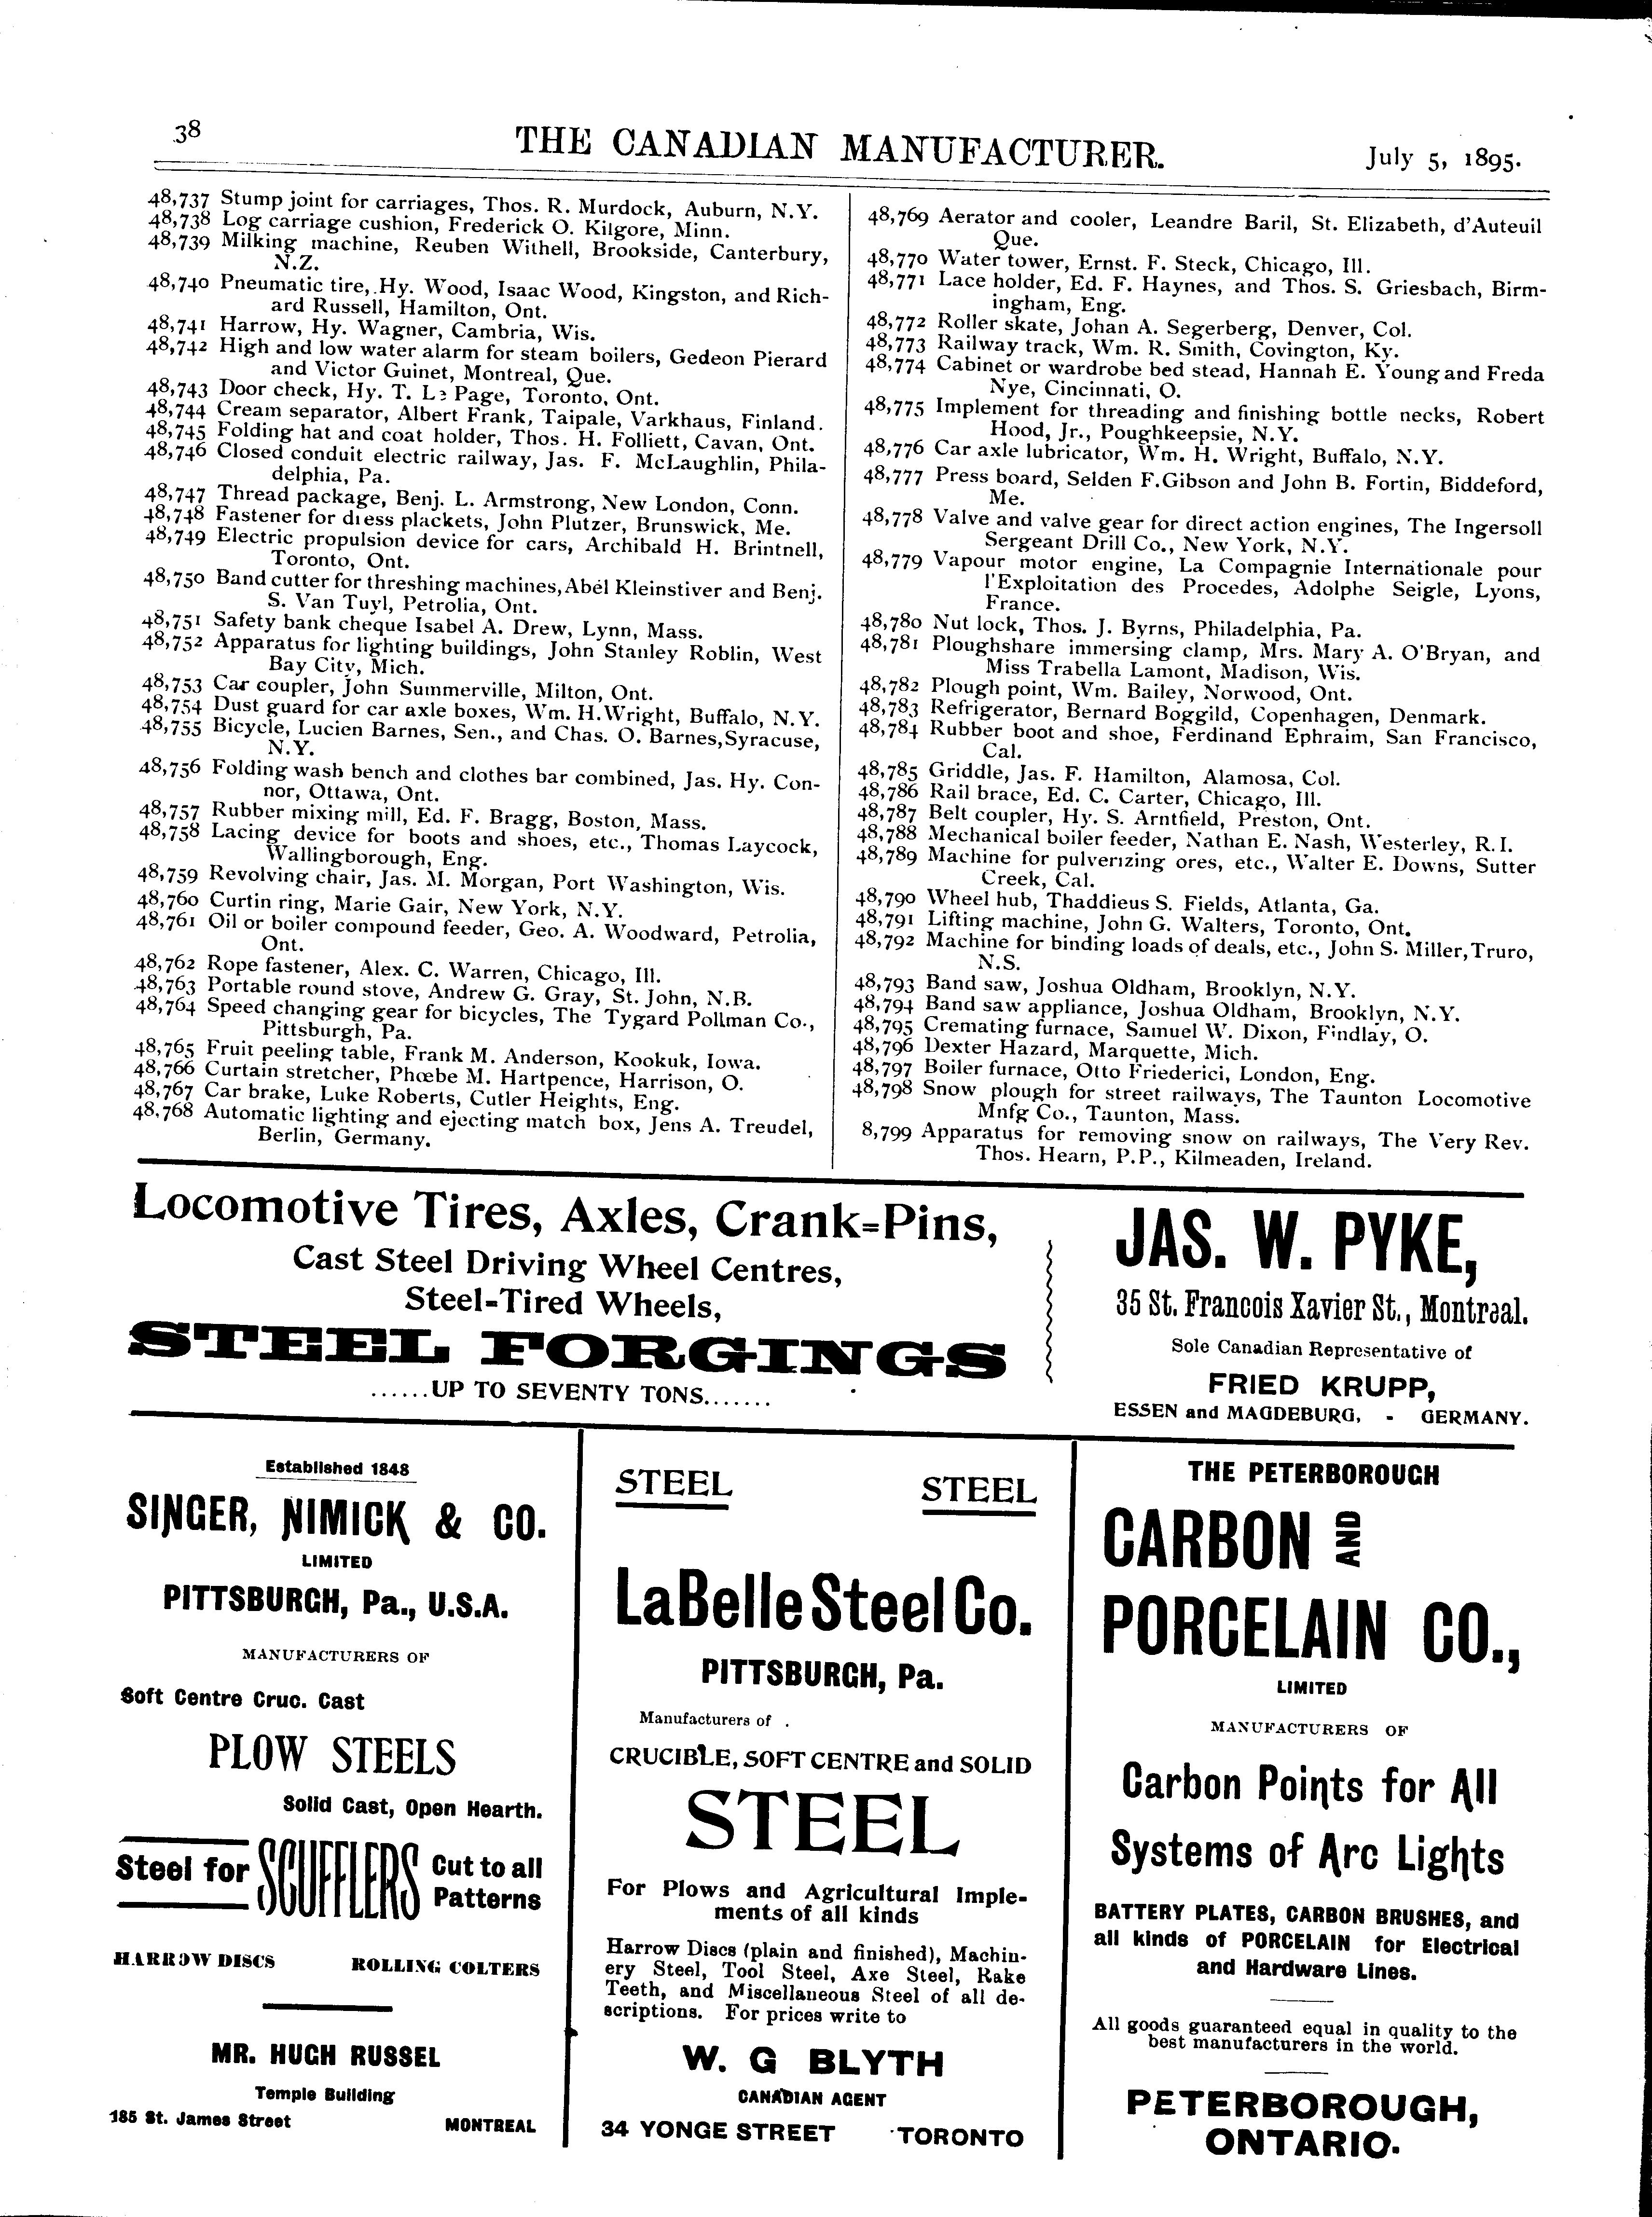 38
THE CANADIAN MANUFACTURER.
July 5, 1895.
48,737 Stump joint for carriages, Thos. R. Murdock, Auburn, N.Y.
48,738 Log carriage cushion, Frederick O. Kilgore, Minn.
48,739 Milking machine, Reuben Withell, Brookside, Canterbury,
N.Z.
48,740 Pneumatic tire, Hy. Wood, Isaac Wood, Kingston, and Rich-
ard Russell, Hamilton, Ont.
48,741 Harrow, Hy. Wagner, Cambria, Wis.
48,742 High and low water alarm for steam boilers, Gedeon Pierard
and Victor Guinet, Montreal, Que.
48,743 Door check, Hy. T. Le Page, Toronto, Ont.
48,744 Cream separator, Albert Frank, Taipale, Varkhaus, Finland.
48,745 Folding hat and coat holder, Thos. H. Folliett, Cavan, Ont.
48,746 Closed conduit electric railway, Jas. F. McLaughlin, Phila-
delphia, Pa.
48,747 Thread package, Benj. L. Armstrong, New London, Conn.
48,748 Fastener for dress plackets, John Plutzer, Brunswick, Me.
48,749 Electric propulsion device for cars, Archibald H. Brintnell,
Toronto, Ont.
48,750 Band cutter for threshing machines, Abel Kleinstiver and Benj.
S. Van Tuyl, Petrolia, Ont.
48,751 Safety bank cheque Isabel A. Drew, Lynn, Mass.
48,752 Apparatus for lighting buildings, John Stanley Roblin, West
Bay City, Mich.
48,753 Car coupler, John Summerville, Milton, Ont.
48,754 Dust guard for car axle boxes, Wm. H. Wright, Buffalo, N.Y.
48,755 Bicycle, Lucien Barnes, Sen., and Chas. O. Barnes, Syracuse,
N.Y.
48,756 Folding wash bench and clothes bar combined, Jas. Hy. Con-
nor, Ottawa, Ont.
48,757 Rubber mixing mill, Ed. F. Bragg, Boston, Mass.
48,758 Lacing device for boots and shoes, etc., Thomas Laycock,
Wallingborough, Eng.
48,759 Revolving chair, Jas. M. Morgan, Port Washington, Wis.
48,760 Curtin ring, Marie Gair, New York, N.Y.
48,761 Oil or boiler compound feeder, Geo. A. Woodward, Petrolia,
Ont.
48,762 Rope fastener, Alex. C. Warren, Chicago, Ill.
48,763 Portable round stove, Andrew G. Gray, St. John, N.B.
48,764 Speed changing gear for bicycles, The Tygard Pollman Co.,
Pittsburgh, Pa.
48,765 Fruit peeling table, Frank M. Anderson, Kookuk, Iowa.
48,766 Curtain stretcher, Phœbe M. Hartpence, Harrison, O.
48,767 Car brake, Luke Roberts, Cutler Heights, Eng.
48,768 Automatic lighting and ejecting match box, Jens A. Treudel,
Berlin, Germany.
48,769 Aerator and cooler, Leandre Baril, St. Elizabeth, d'Auteuil
Que.
48,770 Water tower, Ernst. F. Steck, Chicago, Ill.
48,771 Lace holder, Ed. F. Haynes, and Thos. S. Griesbach, Birm-
ingham, Eng.
48,772 Roller skate, Johan A. Segerberg, Denver, Col.
48,773 Railway track, Wm. R. Smith, Covington, Ky.
48,774 Cabinet or wardrobe bed stead, Hannah E. Young and Freda
Nye, Cincinnati, O.
48,775 Implement for threading and finishing bottle necks, Robert
Hood, Jr., Poughkeepsie, N.Y.
48,776 Car axle lubricator, Wm. H. Wright, Buffalo, N.Y.
48,777 Press board, Selden F. Gibson and John B. Fortin, Biddeford,
Me.
48,778 Valve and valve gear for direct action engines, The Ingersoll
Sergeant Drill Co., New York, N.Y.
48,779 Vapour motor engine, La Compagnie Internationale pour
l'Exploitation des Procedes, Adolphe Seigle, Lyons,
France.
48,780 Nut lock, Thos. J. Byrns, Philadelphia, Pa.
48,781 Ploughshare immersing clamp, Mrs. Mary A. O'Bryan, and
Miss Trabella Lamont, Madison, Wis.
48,782 Plough point, Wm. Bailey, Norwood, Ont.
48,783 Refrigerator, Bernard Boggild, Copenhagen, Denmark.
48,784 Rubber boot and shoe, Ferdinand Ephraim, San Francisco,
Cal.
48,785 Griddle, Jas. F. Hamilton, Alamosa, Col.
48,786 Rail brace, Ed. C. Carter, Chicago, Ill.
48,787 Belt coupler, Hy. S. Arntfield, Preston, Ont.
48,788 Mechanical boiler feeder, Nathan E. Nash, Westerley, R.I.
48,789 Machine for pulverizing ores, etc., Walter E. Downs, Sutter
Creek, Cal.
48,790 Wheel hub, Thaddieus S. Fields, Atlanta, Ga.
48,791 Lifting machine, John G. Walters, Toronto, Ont.
48,792 Machine for binding loads of deals, etc., John S. Miller, Truro,
N.S.
48,793 Band saw, Joshua Oldham, Brooklyn, N.Y.
48,794 Band saw appliance, Joshua Oldham, Brooklyn, N.Y.
48,795 Cremating furnace, Samuel W. Dixon, Findlay, O.
48,796 Dexter Hazard, Marquette, Mich.
48,797 Boiler furnace, Otto Friederici, London, Eng.
48,798 Snow plough for street railways, The Taunton Locomotive
Mnfg Co., Taunton, Mass.
8,799 Apparatus for removing snow on railways, The Very Rev.
Thos. Hearn, P.P., Kilmeaden, Ireland.
Locomotive Tires, Axles, Crank-Pins,
Cast Steel Driving Wheel Centres,
Steel-Tired Wheels,
STEEL FORGINGS
......UP TO SEVENTY TONS.......
JAS. W. PYKE,
35 St. Francois Xavier St., Montreal.
Sole Canadian Representative of
FRIED KRUPP,
ESSEN and MAGDEBURG, - GERMANY.
Established 1848
SINGER, NIMICK & CO.
LIMITED
PITTSBURGH, Pa., U.S.A.
MANUFACTURERS OF
Soft Centre Cruc. Cast
PLOW STEELS
Solid Cast, Open Hearth.
Steel for SCUFFLERS Cut to all
Patterns
HARROW DISCS ROLLING COLTERS
MR. HUGH RUSSEL
Temple Building
185 St. James Street MONTREAL
STEEL STEEL
LaBelle Steel Co.
PITTSBURGH, Pa.
Manufacturers of
CRUCIBLE, SOFT CENTRE and SOLID
STEEL
For Plows and Agricultural Imple-
ments of all kinds
Harrow Discs (plain and finished), Machin-
ery Steel, Tool Steel, Axe Steel, Rake
Teeth, and Miscellaneous Steel of all de-
scriptions. For prices write to
W. G BLYTH
CANADIAN AGENT
34 YONGE STREET TORONTO
THE PETERBOROUGH
CARBON AND
PORCELAIN CO.,
LIMITED
MANUFACTURERS OF
Carbon Points for All
Systems of Arc Lights
BATTERY PLATES, CARBON BRUSHES, and
all kinds of PORCELAIN for Electrical
and Hardware Lines.
All goods guaranteed equal in quality to the
best manufacturers in the world.
PETERBOROUGH,
ONTARIO.